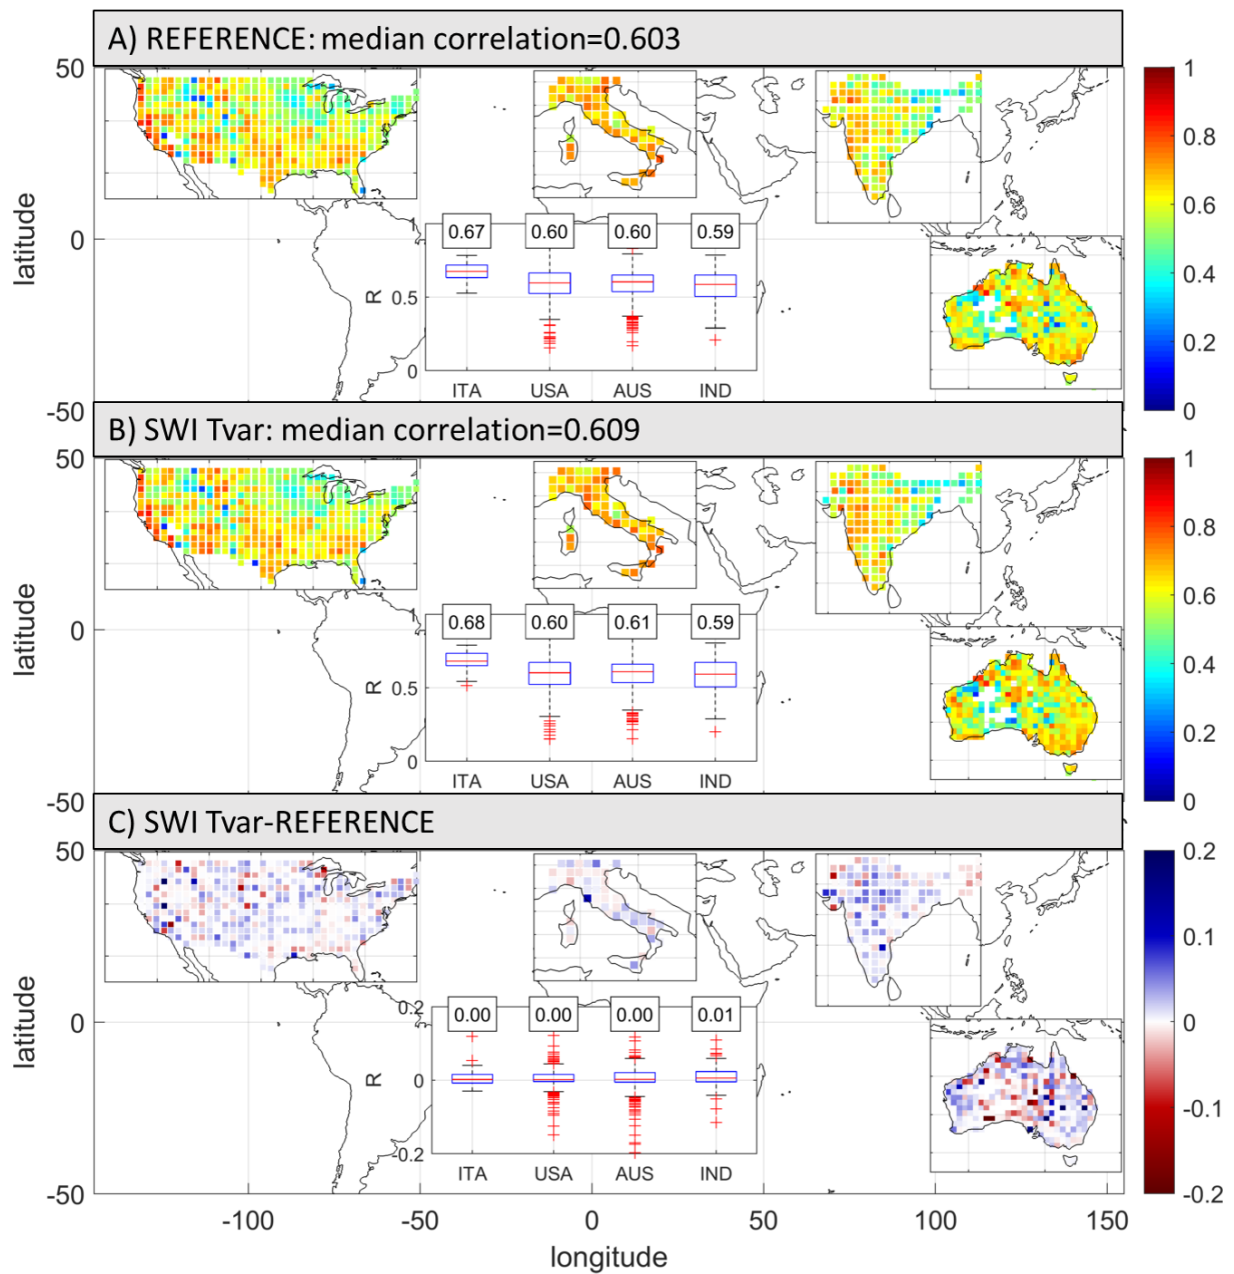 A) REFERENCE: median correlation=0.603
50
0
-50
latitude
0.67 0.60 0.60 0.59
R
0.5
0
ITA USA AUS IND
i
1
0.8
0.6
0.4
0.2
0
B) SWI Tvar: median correlation=0.609
50
0
-50
latitude
0.68 0.60 0.61 0.59
R
0.5
0
ITA USA AUS IND
i
1
0.8
0.6
0.4
0.2
0
C) SWI Tvar-REFERENCE
50
0
-50
latitude
0.2
0.00 0.00 0.00 0.01
R
0
-0.2
ITA USA AUS IND
i
0.2
0.1
0
-0.1
-0.2
-100 -50 0 50 100 150
longitude